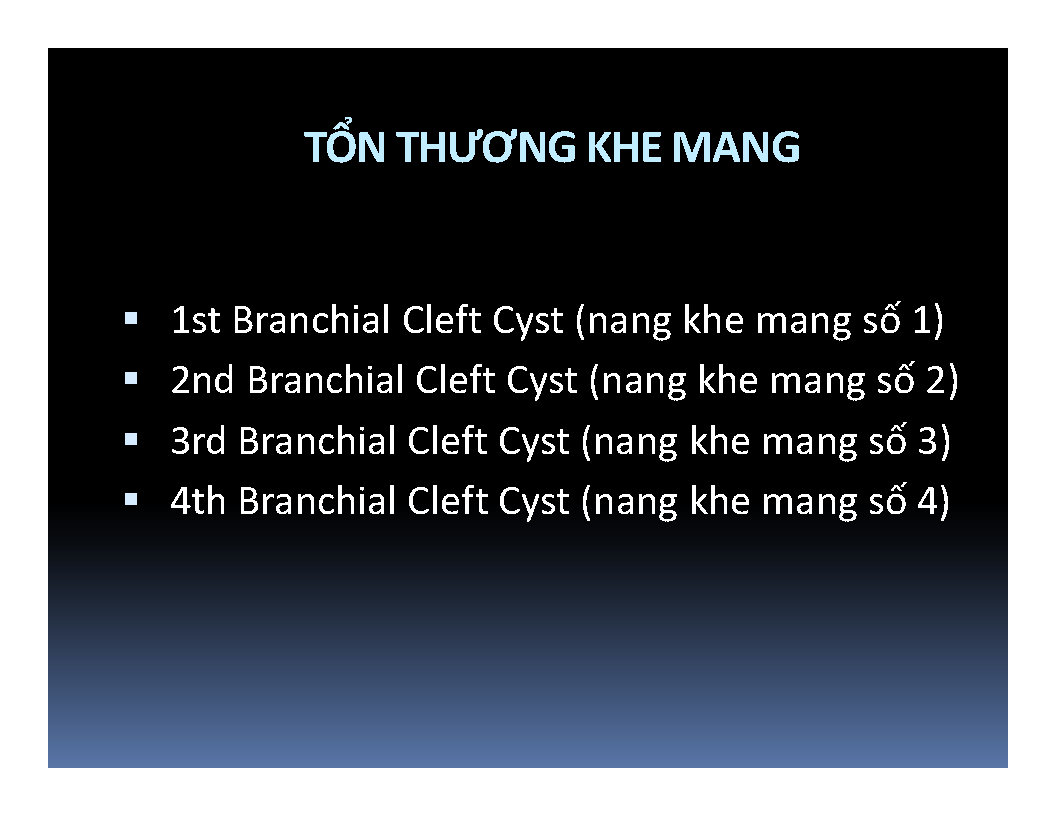 TỔN THƯƠNG KHE MANG
▪ 1st Branchial Cleft Cyst (nang khe mang số 1)
▪ 2nd Branchial Cleft Cyst (nang khe mang số 2)
▪ 3rd Branchial Cleft Cyst (nang khe mang số 3)
▪ 4th Branchial Cleft Cyst (nang khe mang số 4)